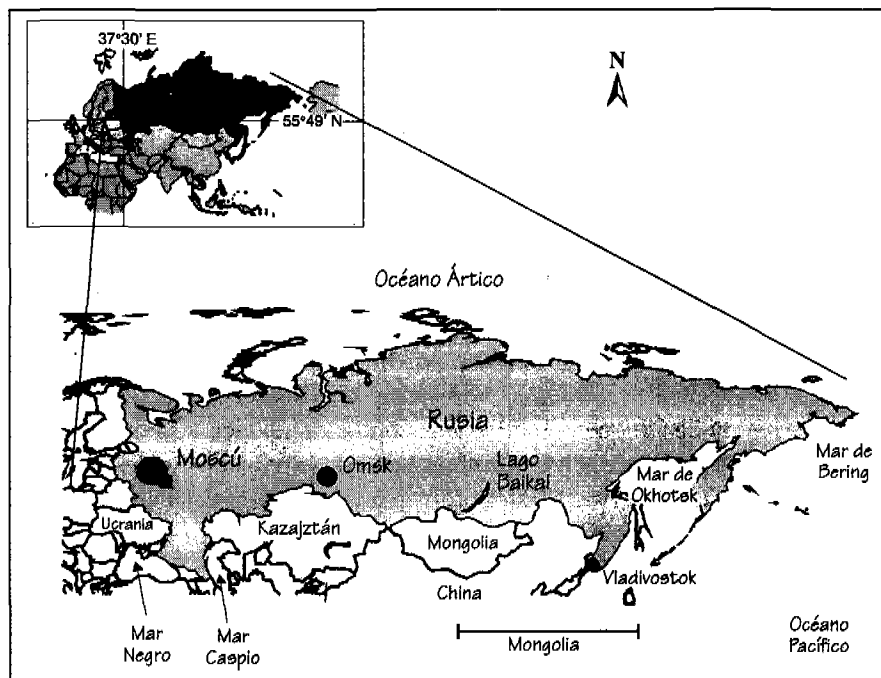 37°30' E
N
55°49' N
Océano Ártico
Rusia
Moscú
Omsk
Lago
Baikal
Mar de
Okhotsk
Mar de
Bering
Ucrania
Kazajztán
Mongolia
Vladivostok
China
Mar
Negro
Mar
Caspio
Mongolia
Océano
Pacífico